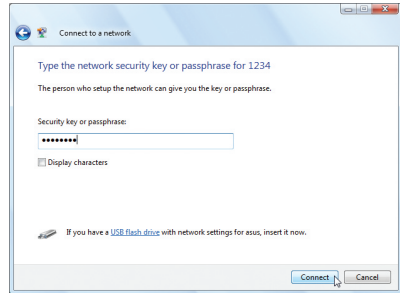 Connect to a network
Type the network security key or passphrase for 1234
The person who setup the network can give you the key or passphrase.
Security key or passphrase:
••••••••
Display characters
If you have a USB flash drive with network settings for asus, insert it now.
Connect Cancel